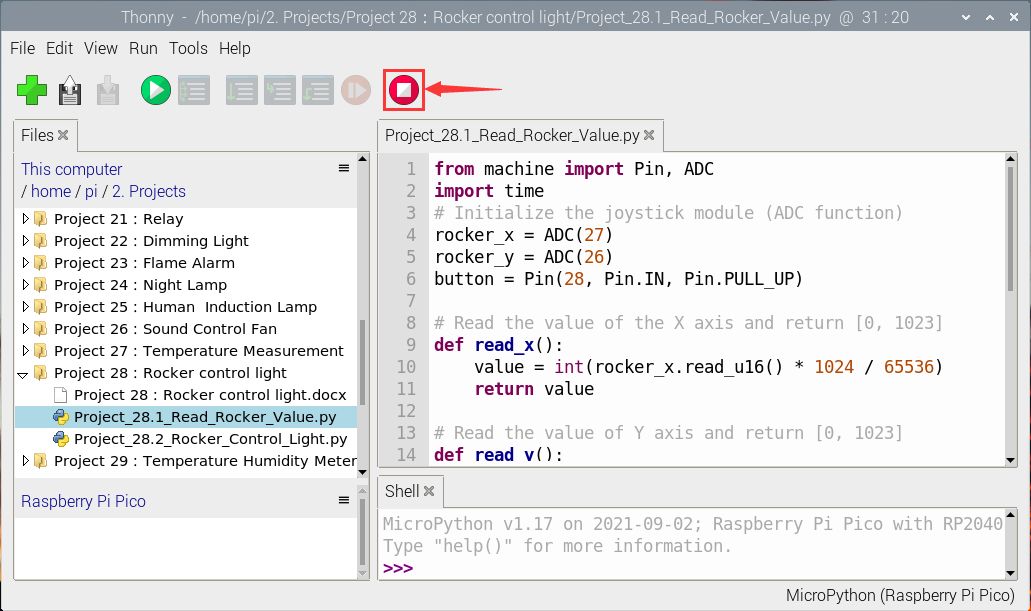 Thonny - /home/pi/2. Projects/Project 28 : Rocker control light/Project_28.1_Read_Rocker_Value.py @ 31 : 20
File Edit View Run Tools Help
Files
This computer
/ home / pi / 2. Projects
Project 21 : Relay
Project 22 : Dimming Light
Project 23 : Flame Alarm
Project 24 : Night Lamp
Project 25 : Human  Induction Lamp
Project 26 : Sound Control Fan
Project 27 : Temperature Measurement
Project 28 : Rocker control light
Project 28 : Rocker control light.docx
Project_28.1_Read_Rocker_Value.py
Project_28.2_Rocker_Control_Light.py
Project 29 : Temperature Humidity Meter
Raspberry Pi Pico
Project_28.1_Read_Rocker_Value.py
1 from machine import Pin, ADC
2 import time
3 # Initialize the joystick module (ADC function)
4 rocker_x = ADC(27)
5 rocker_y = ADC(26)
6 button = Pin(28, Pin.IN, Pin.PULL_UP)
7
8 # Read the value of the X axis and return [0, 1023]
9 def read_x():
10     value = int(rocker_x.read_u16() * 1024 / 65536)
11     return value
12
13 # Read the value of Y axis and return [0, 1023]
14 def read_y():
Shell
MicroPython v1.17 on 2021-09-02; Raspberry Pi Pico with RP2040
Type "help()" for more information.
>>>
MicroPython (Raspberry Pi Pico)